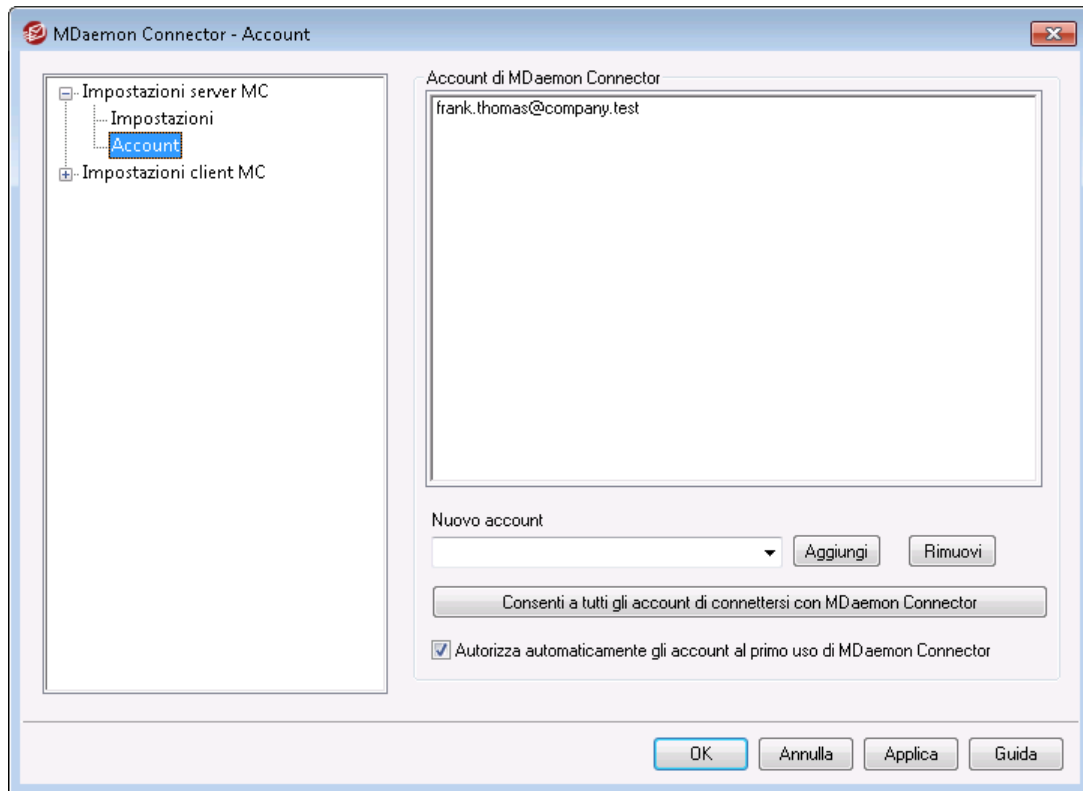 MDaemon Connector - Account
Impostazioni server MC
Impostazioni
Account
Impostazioni client MC
Account di MDaemon Connector
frank.thomas@company.test
Nuovo account
Aggiungi
Rimuovi
Consenti a tutti gli account di connettersi con MDaemon Connector
Autorizza automaticamente gli account al primo uso di MDaemon Connector
OK
Annulla
Applica
Guida